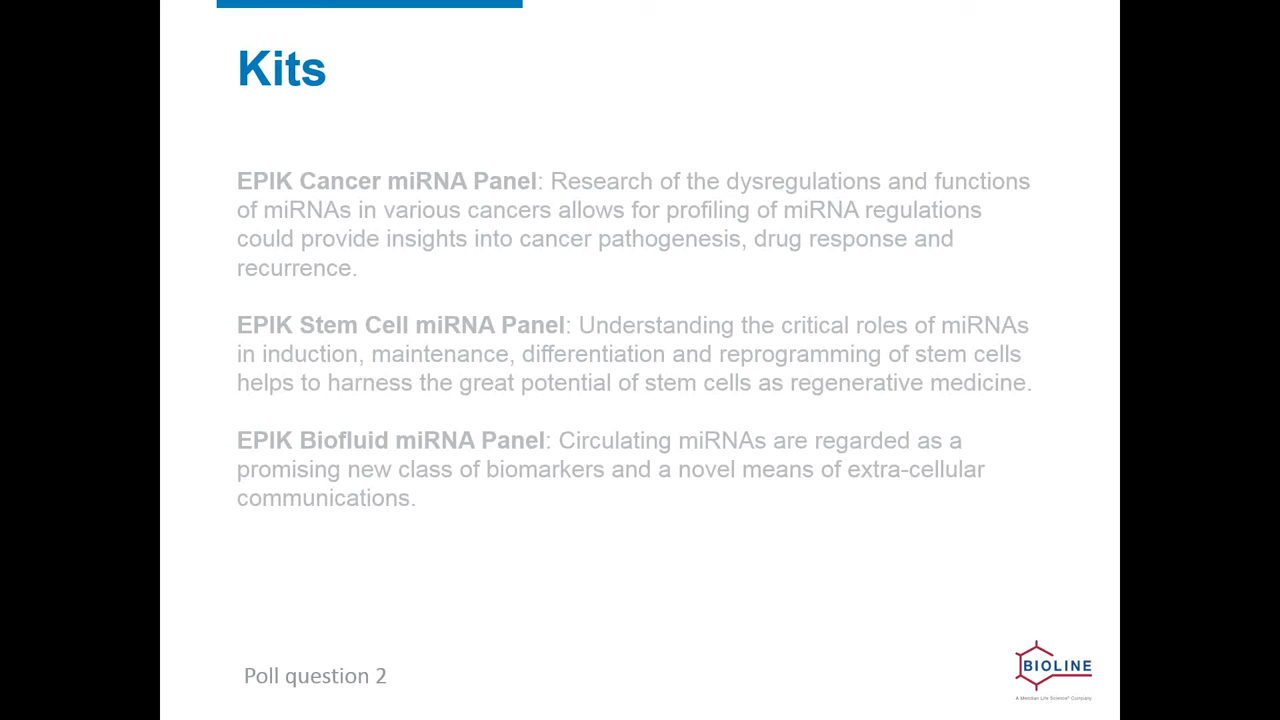 Kits
EPIK Cancer miRNA Panel: Research of the dysregulations and functions
of miRNAs in various cancers allows for profiling of miRNA regulations
could provide insights into cancer pathogenesis, drug response and
recurrence.
EPIK Stem Cell miRNA Panel: Understanding the critical roles of miRNAs
in induction, maintenance, differentiation and reprogramming of stem cells
helps to harness the great potential of stem cells as regenerative medicine.
EPIK Biofluid miRNA Panel: Circulating miRNAs are regarded as a
promising new class of biomarkers and a novel means of extra-cellular
communications.
Poll question 2
BIOLINE
A Meridian Life Science® Company